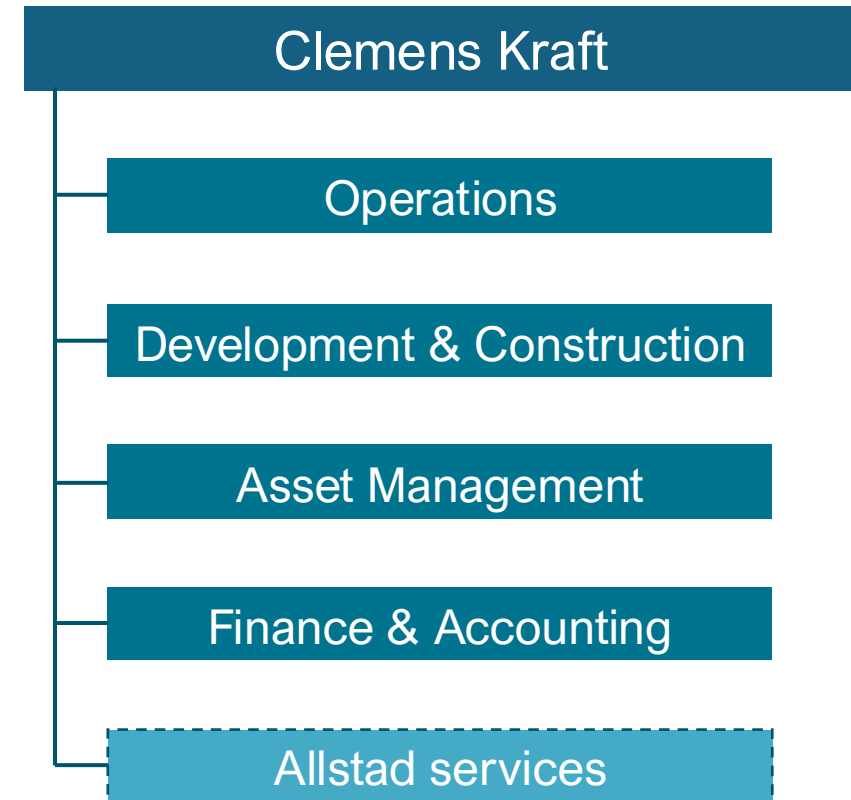 Clemens Kraft
Operations
Development & Construction
Asset Management
Finance & Accounting
Allstad services